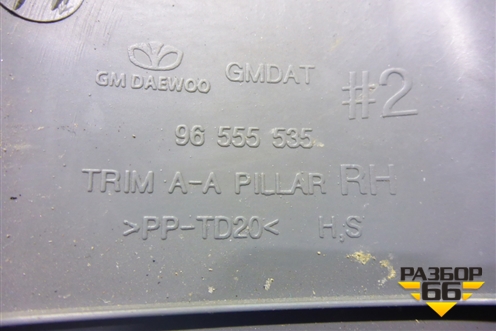 GM DAEWOO GMDAT #2
96 555 535
TRIM A-A PILLAR RH
>PP-TD20< H,S
РАЗБОР
66